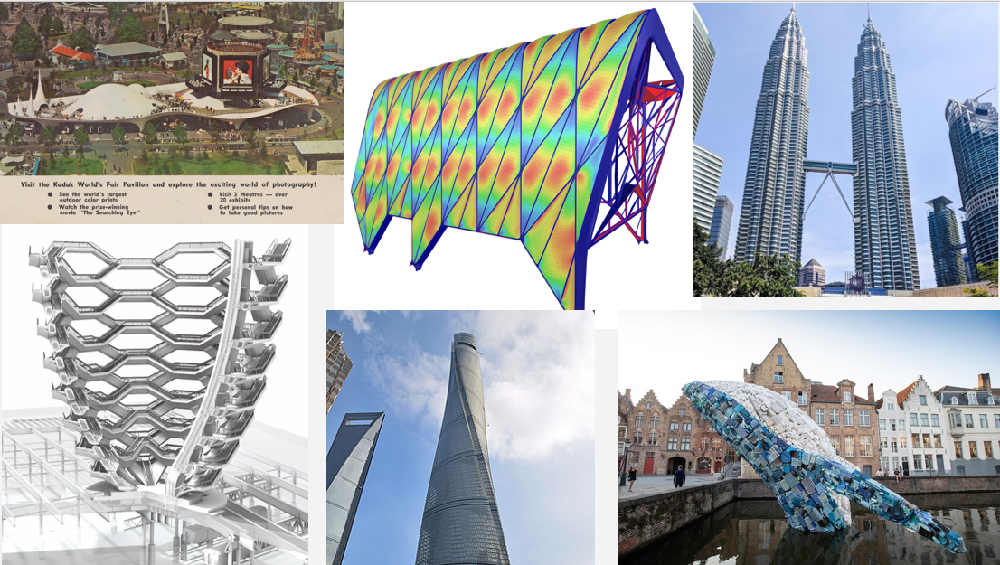 Visit the Kodak World's Fair Pavilion and explore the exciting world of photography!
● See the world's largest
outdoor color prints
● Watch the prize-winning
movie "The Searching Eye"
● Visit 3 theatres — over
20 exhibits
● Get personal tips on how
to take good pictures